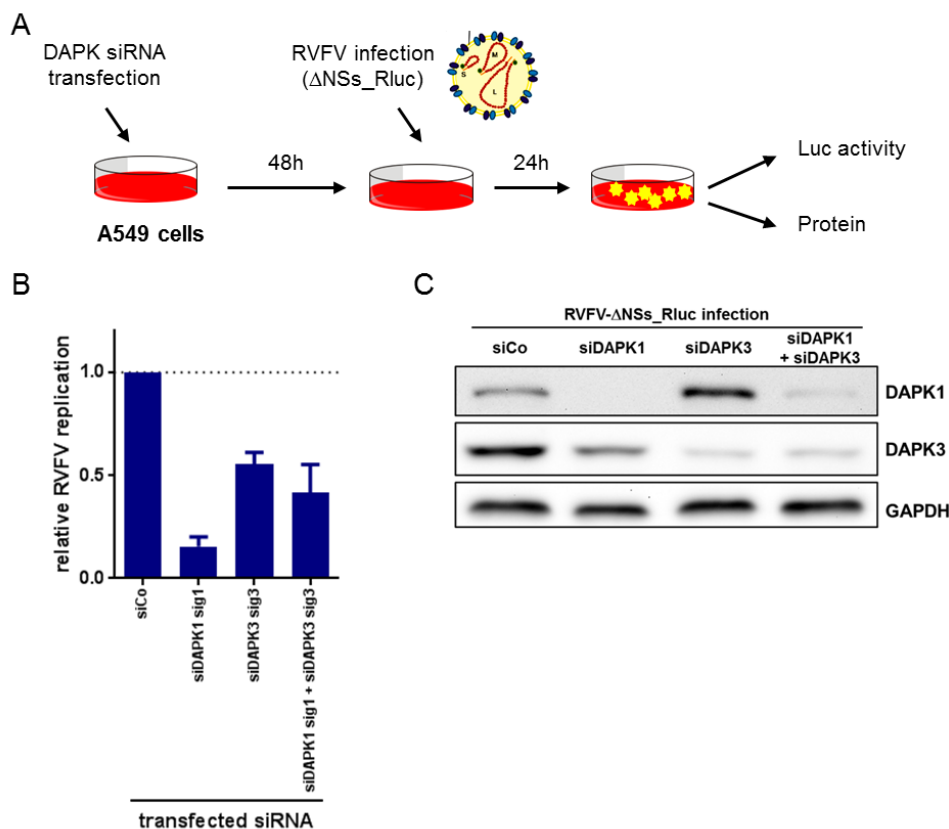 A
DAPK siRNA
transfection
RVFV infection
(ΔNSs_Rluc)
S
M
L
48h
24h
Luc activity
Protein
A549 cells
B
relative RVFV replication
1.0
0.5
0.0
siCo
siDAPK1 sig1
siDAPK3 sig3
siDAPK1 sig1 + siDAPK3 sig3
transfected siRNA
C
RVFV-ΔNSs_Rluc infection
siCo
siDAPK1
siDAPK3
siDAPK1
+ siDAPK3
DAPK1
DAPK3
GAPDH